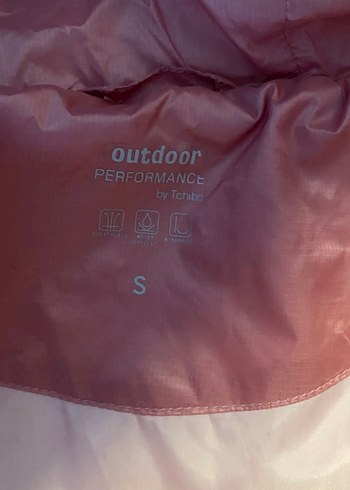 outdoor
PERFORMANCE
by Tchibo
S